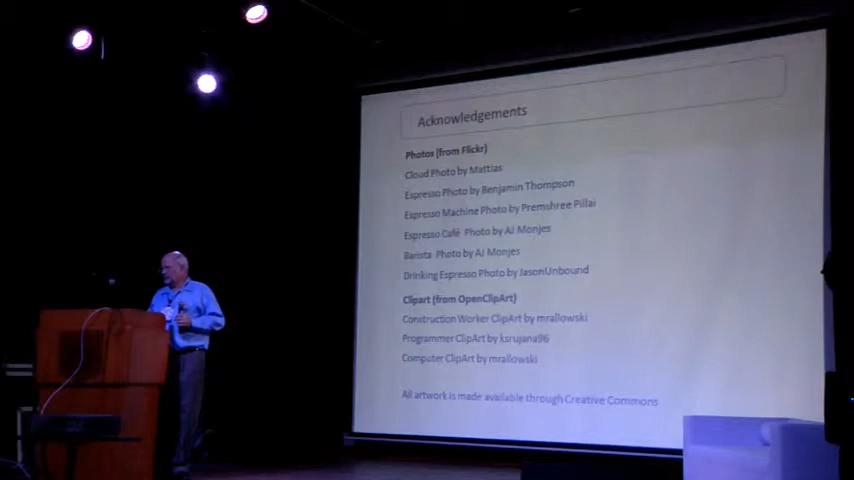 Acknowledgements
Photos (from Flickr)
Cloud Photo by Mattias
Espresso Photo by Benjamin Thompson
Espresso Machine Photo by Premshree Pillai
Espresso Café Photo by AJ Monjes
Barista Photo by AJ Monjes
Drinking Espresso Photo by JasonUnbound
Clipart (from OpenClipArt)
Construction Worker ClipArt by mrallowski
Programmer ClipArt by ksrujana96
Computer ClipArt by mrallowski
All artwork is made available through Creative Commons